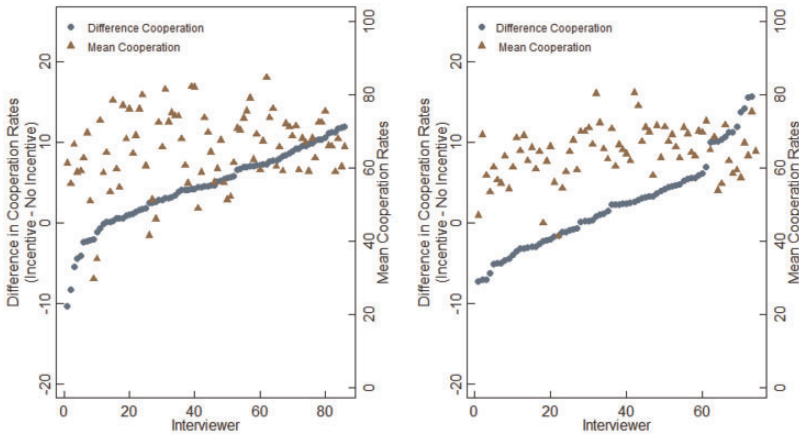 Difference Cooperation
Mean Cooperation
Difference in Cooperation Rates
(Incentive - No Incentive)
20
10
0
-10
-20
100
80
60
40
20
0
Mean Cooperation Rates
0 20 40 60 80
Interviewer
Difference Cooperation
Mean Cooperation
Difference in Cooperation Rates
(Incentive - No Incentive)
20
10
0
-10
-20
100
80
60
40
20
0
Mean Cooperation Rates
0 20 40 60
Interviewer